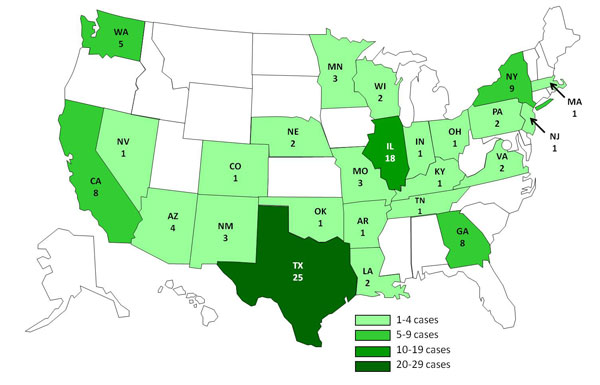 WA
5
MN
3
WI
2
NY
9
MA
1
NJ
1
PA
2
NE
2
IL
18
IN
1
OH
1
NV
1
CO
1
MO
3
KY
1
VA
2
CA
8
AZ
4
NM
3
OK
1
AR
1
TN
1
GA
8
TX
25
LA
2
1-4 cases
5-9 cases
10-19 cases
20-29 cases